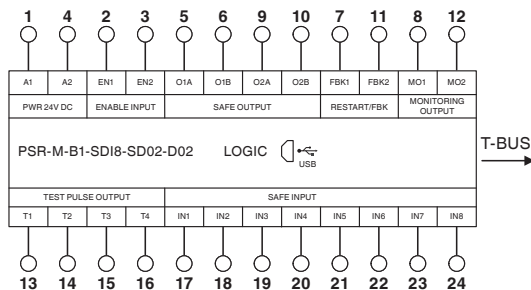 1 4 2 3 5 6 9 10 7 11 8 12
A1 A2 EN1 EN2 O1A O1B O2A O2B FBK1 FBK2 MO1 MO2
PWR 24V DC ENABLE INPUT SAFE OUTPUT RESTART/FBK MONITORING
OUTPUT
T-BUS
PSR-M-B1-SDI8-SD02-D02 LOGIC
USB
TEST PULSE OUTPUT SAFE INPUT
T1 T2 T3 T4 IN1 IN2 IN3 IN4 IN5 IN6 IN7 IN8
13 14 15 16 17 18 19 20 21 22 23 24